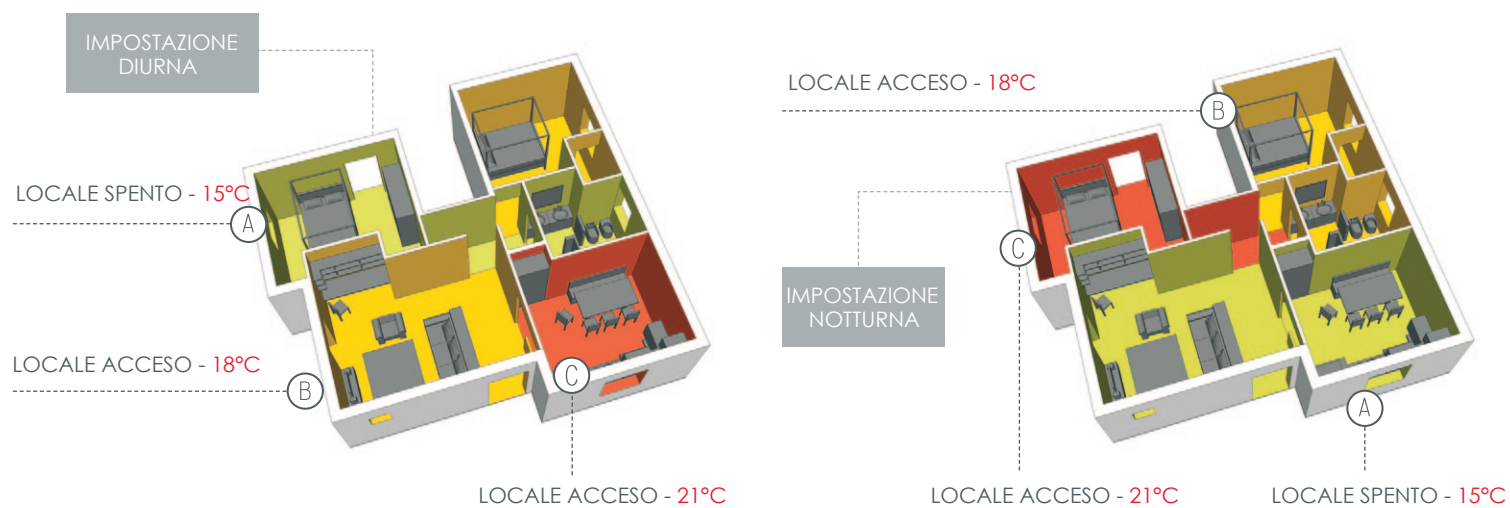 IMPOSTAZIONE
DIURNA
LOCALE SPENTO - 15°C
A
LOCALE ACCESO - 18°C
B
C
LOCALE ACCESO - 21°C
LOCALE ACCESO - 18°C
B
C
IMPOSTAZIONE
NOTTURNA
A
LOCALE ACCESO - 21°C
LOCALE SPENTO - 15°C